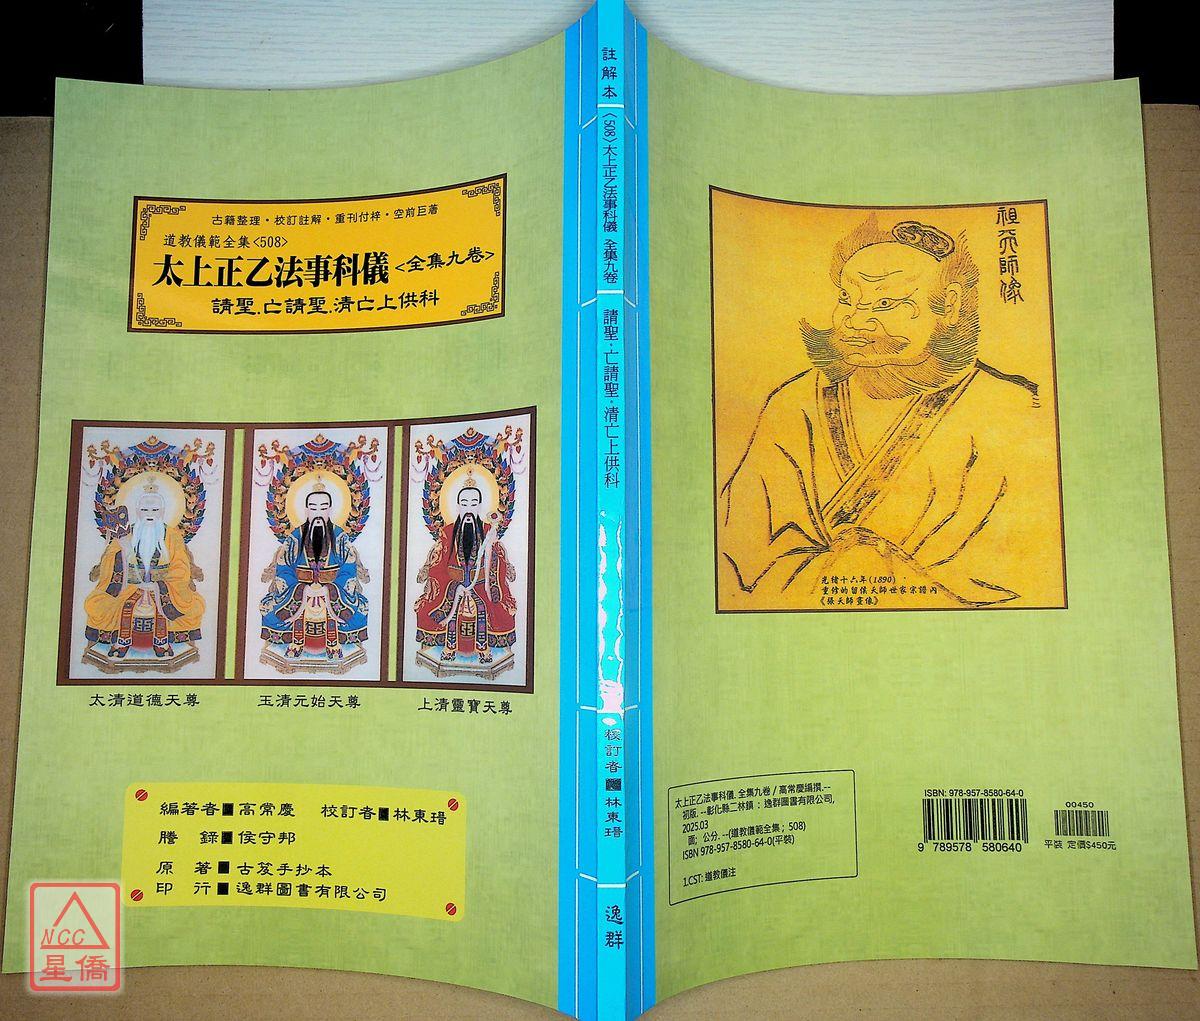 古籍整理・校訂註解・重刊付梓・空前巨著
道教儀範全集<508>
太上正乙法事科儀<全集九卷>
請聖.亡請聖.清亡上供科
太清道德天尊
玉清元始天尊
上清靈寶天尊
編著者■高常慶 校訂者■林東瑨
謄 錄■侯守邦
原 著■古笈手抄本
印 行■逸群圖書有限公司
NCC
星僑
註解本
〈508〉太上正乙法事科儀 全集九卷
請聖.亡請聖.清亡上供科
校訂者■林東瑨
逸群
祖天師像
光緒十六年(1890)
重修的留侯天師世家宗譜內
《張天師畫像》
太上正乙法事科儀. 全集九卷 / 高常慶編撰.--
初版. --彰化縣二林鎮 : 逸群圖書有限公司,
2025.03
面; 公分. --(道教儀範全集 ; 508)
ISBN 978-957-8580-64-0(平裝)
1.CST: 道教儀注
ISBN: 978-957-8580-64-0
9 789578 580640
00450
平裝 定價$450元